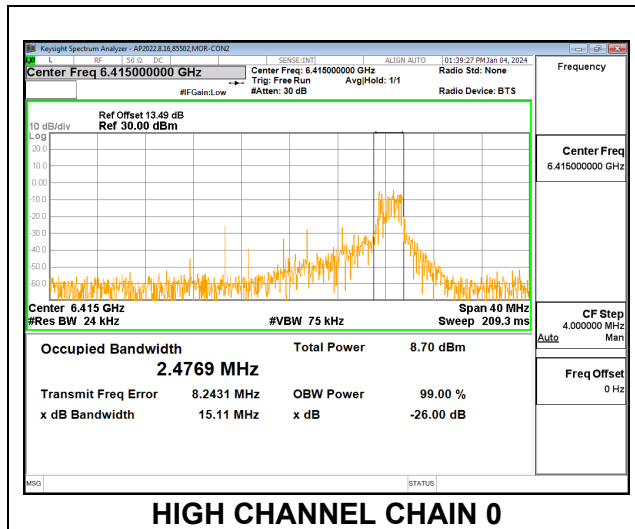 Keysight Spectrum Analyzer - AP2022.8.16,85502,MOR-CON2
LXI L RF 50 Ω DC SENSE:INT ALIGN AUTO 01:39:27 PM Jan 04, 2024
Center Freq 6.415000000 GHz
Center Freq: 6.415000000 GHz Radio Std: None
Trig: Free Run Avg|Hold: 1/1
#IFGain:Low #Atten: 30 dB Radio Device: BTS
Frequency
Ref Offset 13.49 dB
10 dB/div Ref 30.00 dBm
Log
20.0
10.0
0.00
-10.0
-20.0
-30.0
-40.0
-50.0
-60.0
Center 6.415 GHz Span 40 MHz
#Res BW 24 kHz #VBW 75 kHz Sweep 209.3 ms
Occupied Bandwidth Total Power 8.70 dBm
2.4769 MHz
Transmit Freq Error 8.2431 MHz OBW Power 99.00 %
x dB Bandwidth 15.11 MHz x dB -26.00 dB
Center Freq
6.415000000 GHz
CF Step
4.000000 MHz
Auto Man
Freq Offset
0 Hz
MSG STATUS
HIGH CHANNEL CHAIN 0